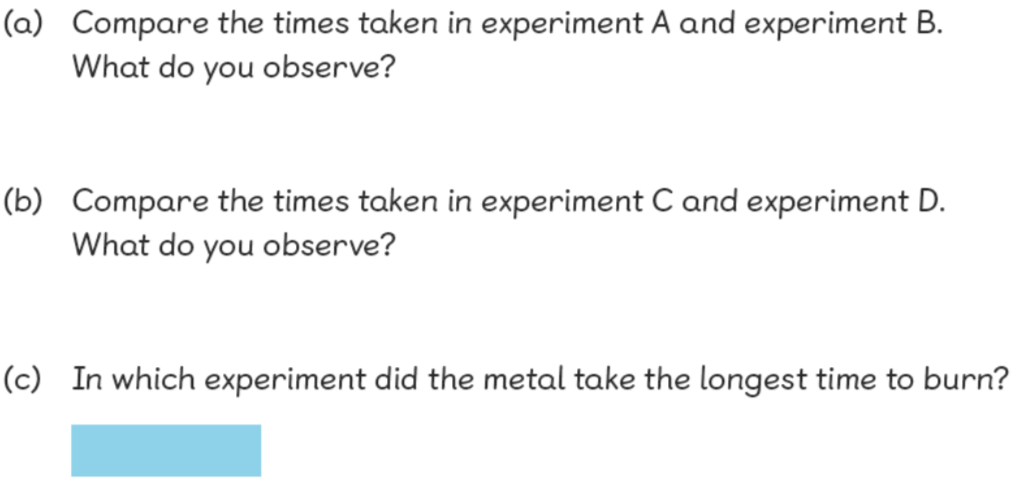 (a) Compare the times taken in experiment A and experiment B.
What do you observe?
(b) Compare the times taken in experiment C and experiment D.
What do you observe?
(c) In which experiment did the metal take the longest time to burn?